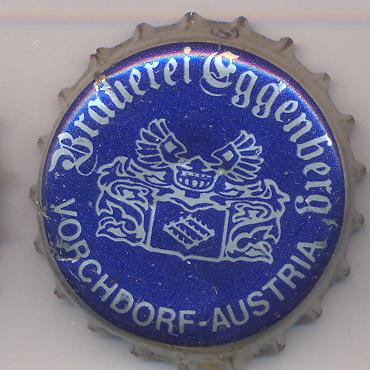 Brauerei Eggenberg
VORCHDORF-AUSTRIA